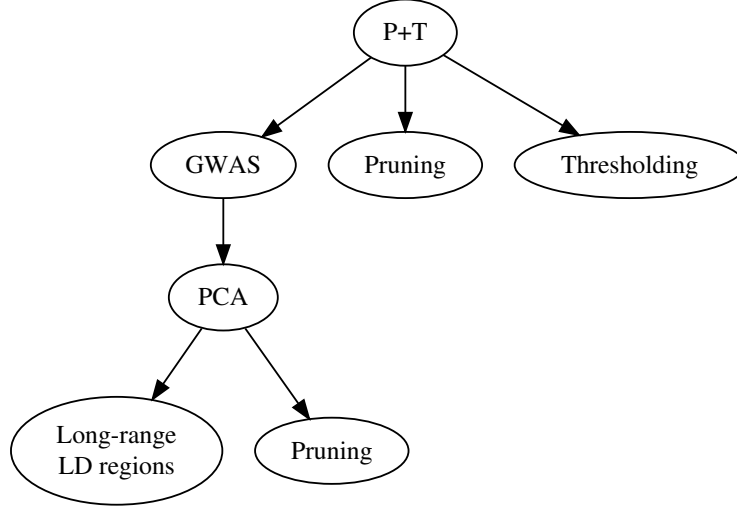 P+T
GWAS
Pruning
Thresholding
PCA
Long-range
LD regions
Pruning